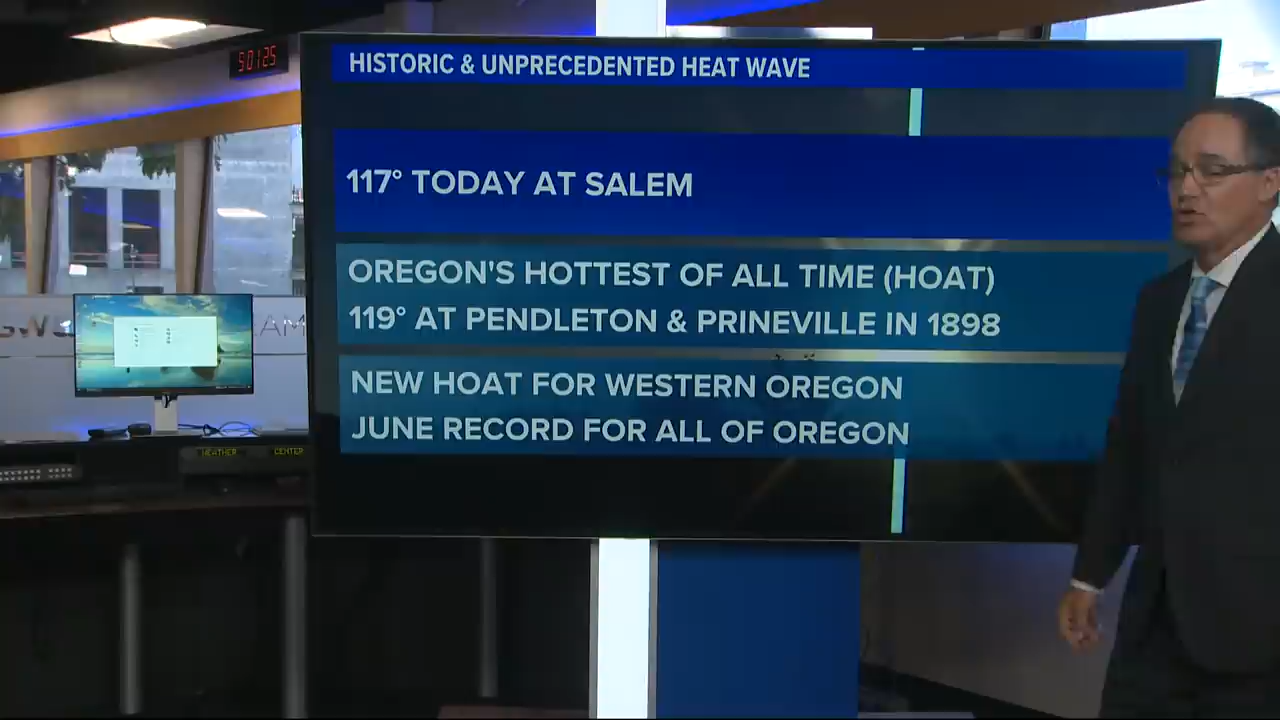 50125
HISTORIC & UNPRECEDENTED HEAT WAVE
117° TODAY AT SALEM
OREGON'S HOTTEST OF ALL TIME (HOAT)
119° AT PENDLETON & PRINEVILLE IN 1898
NEW HOAT FOR WESTERN OREGON
JUNE RECORD FOR ALL OF OREGON
WEATHER CENTER